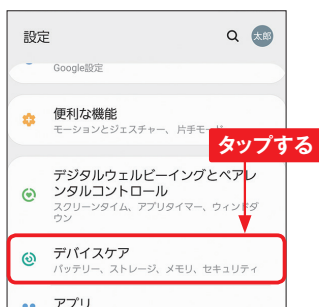 設定
太郎
Google設定
便利な機能
モーションとジェスチャー、片手モード
タップする
デジタルウェルビーイングとペアレ
ンタルコントロール
スクリーンタイム、アプリタイマー、ウィンドダ
ウン
デバイスケア
バッテリー、ストレージ、メモリ、セキュリティ
アプリ